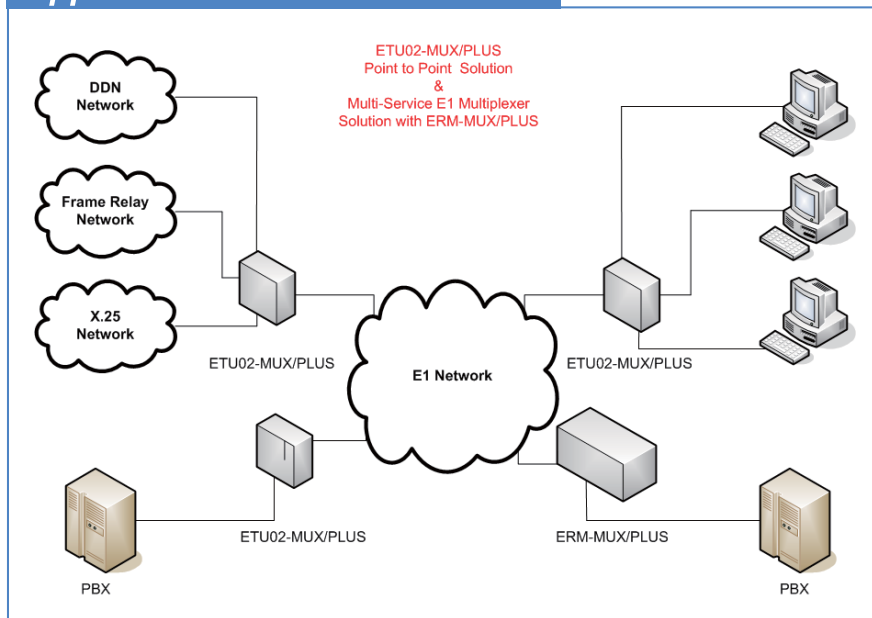 ETU02-MUX/PLUS
Point to Point Solution
&
Multi-Service E1 Multiplexer
Solution with ERM-MUX/PLUS
DDN
Network
Frame Relay
Network
X.25
Network
ETU02-MUX/PLUS
E1 Network
ETU02-MUX/PLUS
ETU02-MUX/PLUS
ERM-MUX/PLUS
PBX
PBX